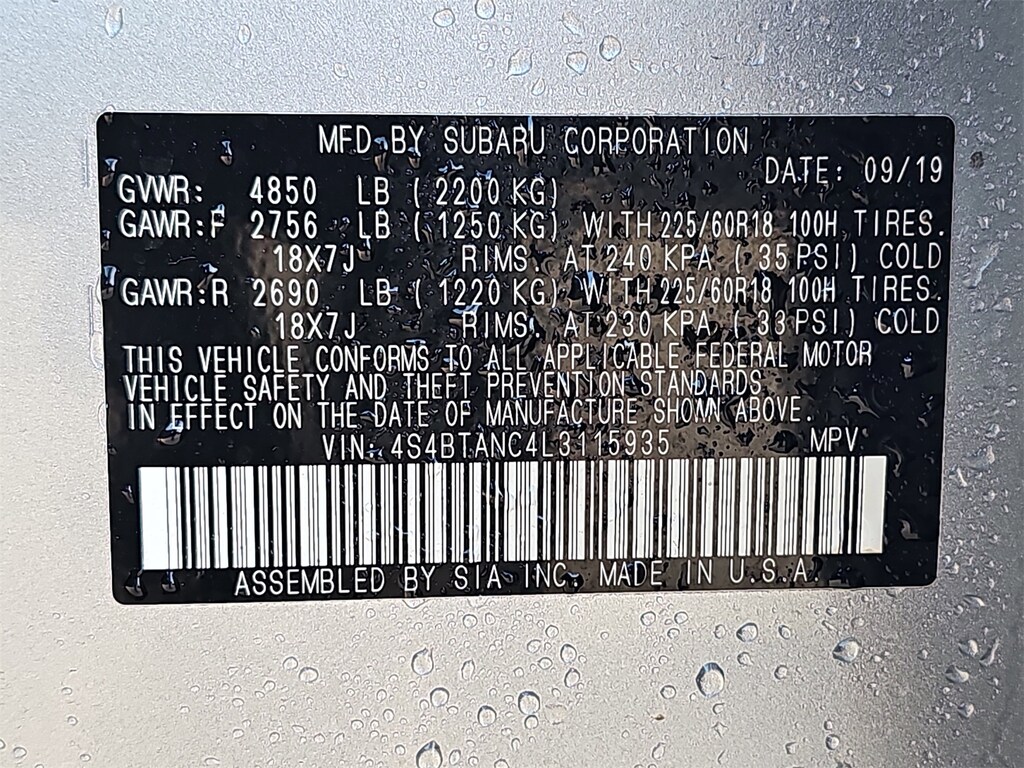 MFD BY SUBARU CORPORATION
DATE: 09/19
GVWR: 4850 LB ( 2200 KG)
GAWR:F 2756 LB ( 1250 KG) WITH 225/60R18 100H TIRES.
18X7J RIMS. AT 240 KPA ( 35 PSI) COLD
GAWR:R 2690 LB ( 1220 KG) WITH 225/60R18 100H TIRES.
18X7J RIMS. AT 230 KPA ( 33 PSI) COLD
THIS VEHICLE CONFORMS TO ALL APPLICABLE FEDERAL MOTOR
VEHICLE SAFETY AND THEFT PREVENTION STANDARDS
IN EFFECT ON THE DATE OF MANUFACTURE SHOWN ABOVE.
VIN: 4S4BTANC4L3115935 MPV
ASSEMBLED BY SIA INC. MADE IN U.S.A.